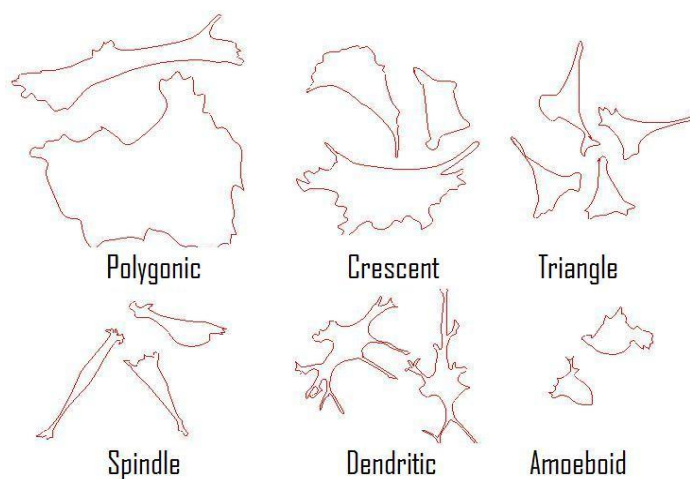 Polygonic
Crescent
Triangle
Spindle
Dendritic
Amoeboid